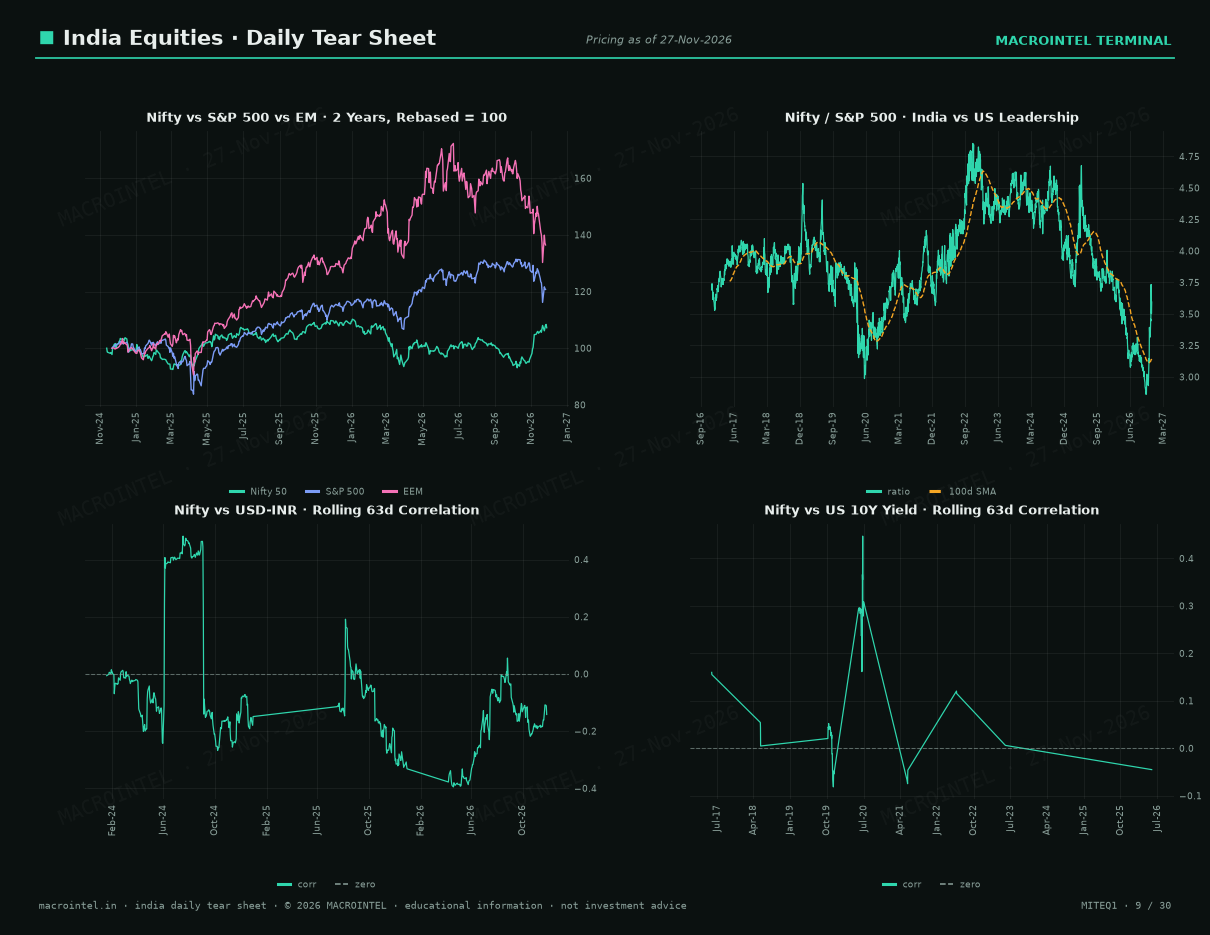 India Equities · Daily Tear Sheet
Pricing as of 27-Nov-2026
MACROINTEL TERMINAL
Nifty vs S&P 500 vs EM · 2 Years, Rebased = 100
160
140
120
100
80
Nov-24 Jan-25 Mar-25 May-25 Jul-25 Sep-25 Nov-25 Jan-26 Mar-26 May-26 Jul-26 Sep-26 Nov-26 Jan-27
Nifty 50 S&P 500 EEM
Nifty / S&P 500 · India vs US Leadership
4.75
4.50
4.25
4.00
3.75
3.50
3.25
3.00
Sep-16 Jun-17 Mar-18 Dec-18 Sep-19 Jun-20 Mar-21 Dec-21 Sep-22 Jun-23 Mar-24 Dec-24 Sep-25 Jun-26 Mar-27
ratio 100d SMA
Nifty vs USD-INR · Rolling 63d Correlation
0.4
0.2
0.0
−0.2
−0.4
Feb-24 Jun-24 Oct-24 Feb-25 Jun-25 Oct-25 Feb-26 Jun-26 Oct-26
corr zero
Nifty vs US 10Y Yield · Rolling 63d Correlation
0.4
0.3
0.2
0.1
0.0
−0.1
Jul-17 Apr-18 Jan-19 Oct-19 Jul-20 Apr-21 Jan-22 Oct-22 Jul-23 Apr-24 Jan-25 Oct-25 Jul-26
corr zero
MACROINTEL · 27-Nov-2026
macrointel.in · india daily tear sheet · © 2026 MACROINTEL · educational information · not investment advice
MITEQ1 · 9 / 30